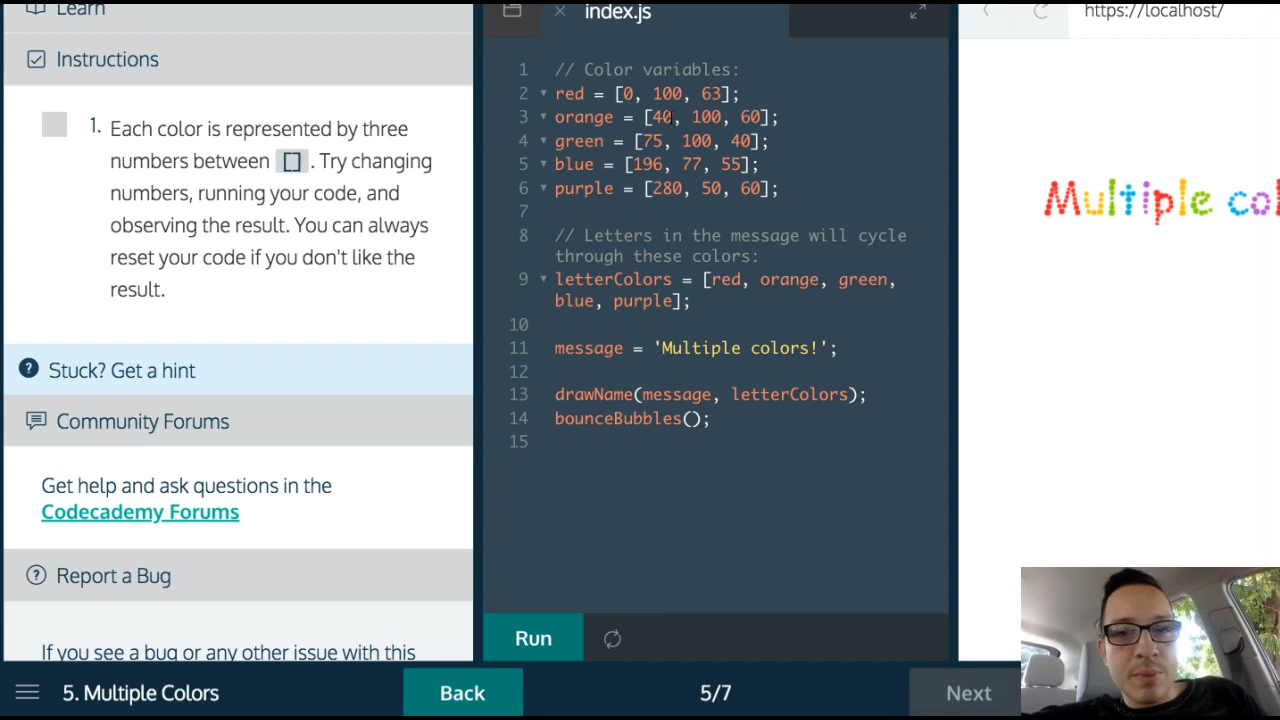 Learn
Instructions
1. Each color is represented by three
numbers between []. Try changing
numbers, running your code, and
observing the result. You can always
reset your code if you don't like the
result.
Stuck? Get a hint
Community Forums
Get help and ask questions in the
Codecademy Forums
Report a Bug
If you see a bug or any other issue with this
5. Multiple Colors
Back
5/7
Next
index.js
1 // Color variables:
2 red = [0, 100, 63];
3 orange = [40, 100, 60];
4 green = [75, 100, 40];
5 blue = [196, 77, 55];
6 purple = [280, 50, 60];
7
8 // Letters in the message will cycle
through these colors:
9 letterColors = [red, orange, green,
blue, purple];
10
11 message = 'Multiple colors!';
12
13 drawName(message, letterColors);
14 bounceBubbles();
15
Run
https://localhost/
Multiple col